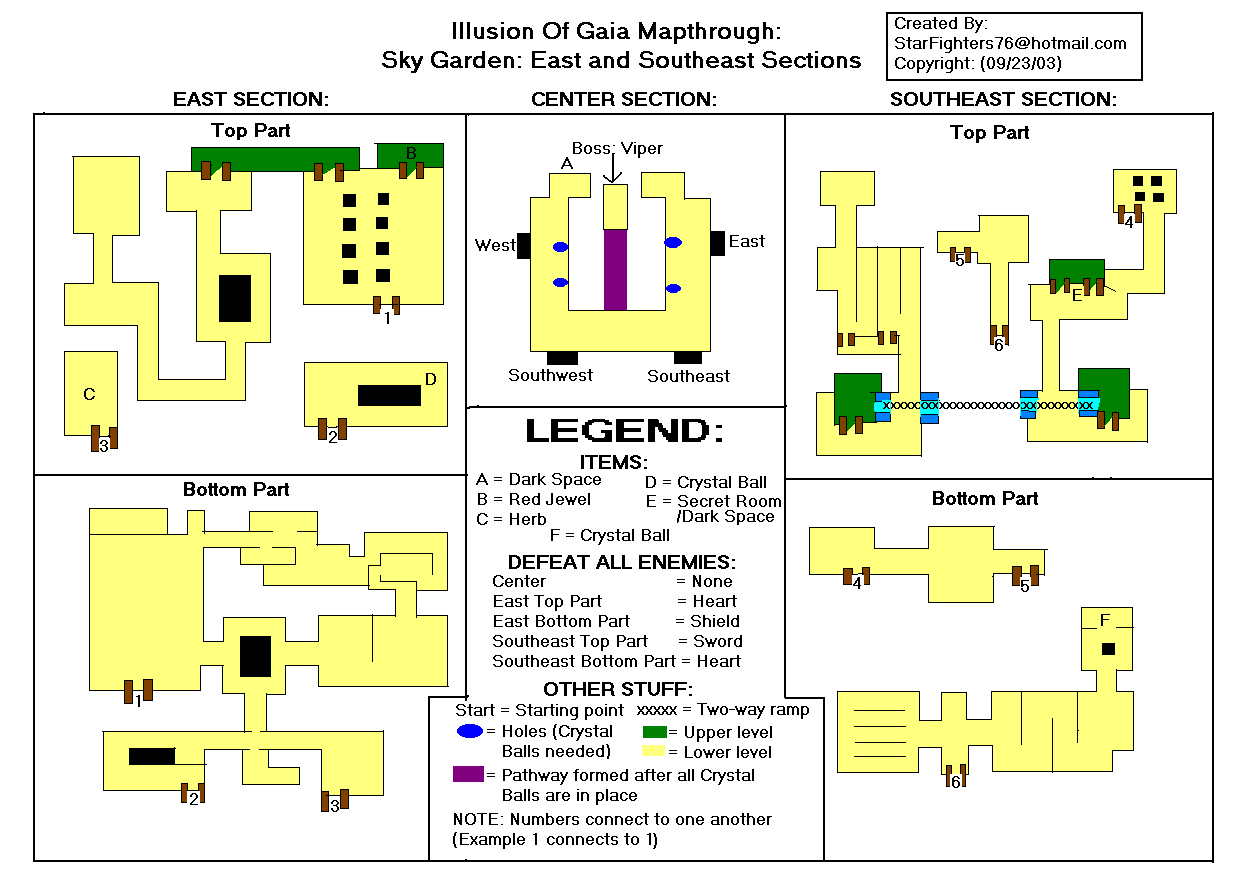 Illusion Of Gaia Mapthrough:
Sky Garden: East and Southeast Sections
Created By:
StarFighters76@hotmail.com
Copyright: (09/23/03)
EAST SECTION:
CENTER SECTION:
SOUTHEAST SECTION:
Top Part
B
1
C
3
D
2
Boss: Viper
A
West
East
Southwest
Southeast
Top Part
4
5
E
6
xxxxxxxxxxxxxxxxxxxxxxxxx
Bottom Part
1
2
3
LEGEND:
ITEMS:
A = Dark Space
B = Red Jewel
C = Herb
D = Crystal Ball
E = Secret Room
/Dark Space
F = Crystal Ball
DEFEAT ALL ENEMIES:
Center = None
East Top Part = Heart
East Bottom Part = Shield
Southeast Top Part = Sword
Southeast Bottom Part = Heart
OTHER STUFF:
Start = Starting point xxxxx = Two-way ramp
= Holes (Crystal
Balls needed)
= Upper level
= Lower level
= Pathway formed after all Crystal
Balls are in place
NOTE: Numbers connect to one another
(Example 1 connects to 1)
Bottom Part
4
5
F
6